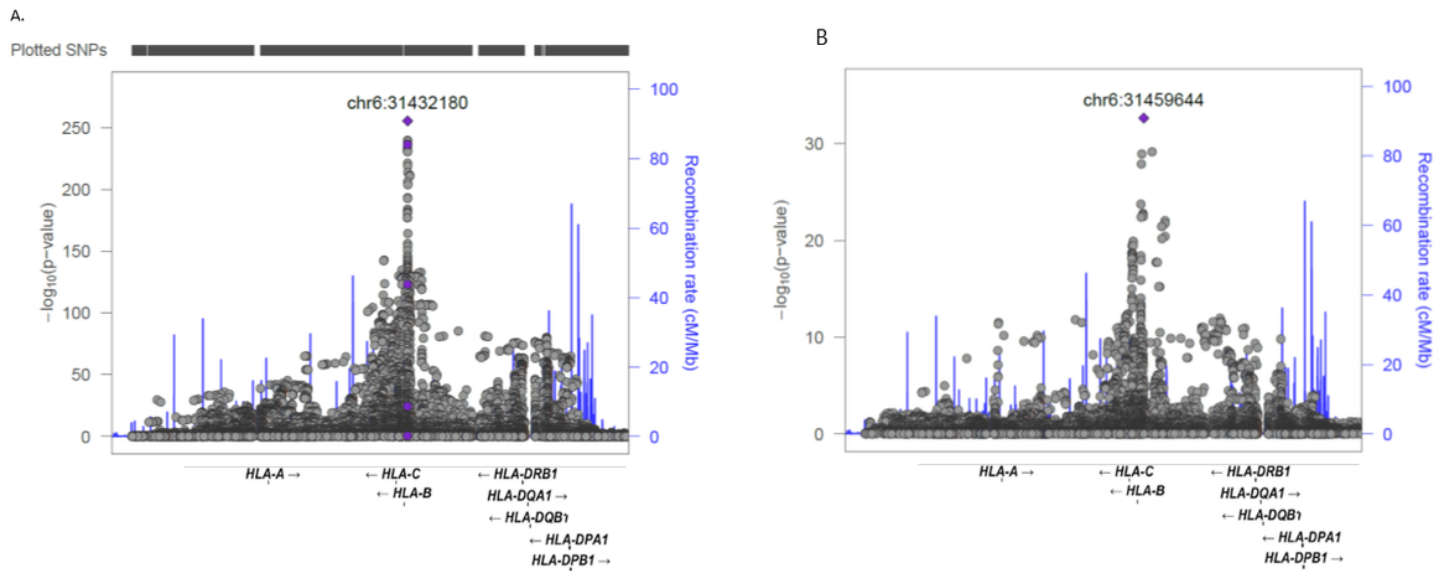 A.
Plotted SNPs
chr6:31432180
250
200
150
100
50
0
−log10(p−value)
100
80
60
40
20
0
Recombination rate (cM/Mb)
HLA-A →
← HLA-C
← HLA-B
← HLA-DRB1
HLA-DQA1 →
← HLA-DQB1
← HLA-DPA1
HLA-DPB1 →
B
chr6:31459644
30
20
10
0
−log10(p−value)
100
80
60
40
20
0
Recombination rate (cM/Mb)
HLA-A →
← HLA-C
← HLA-B
← HLA-DRB1
HLA-DQA1 →
← HLA-DQB1
← HLA-DPA1
HLA-DPB1 →